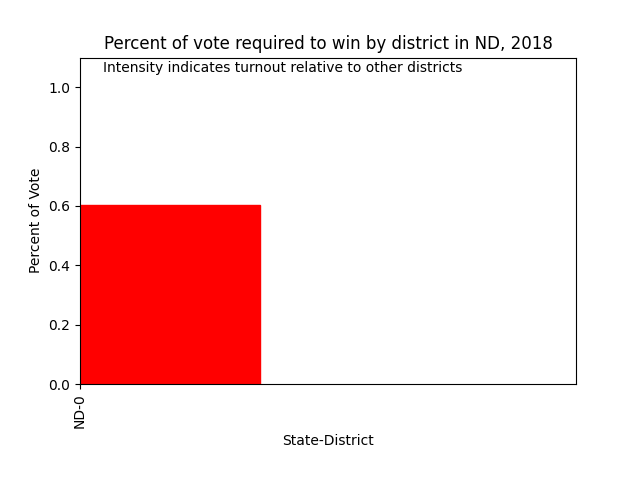 Percent of vote required to win by district in ND, 2018
Intensity indicates turnout relative to other districts
1.0
0.8
0.6
0.4
0.2
0.0
Percent of Vote
ND-0
State-District